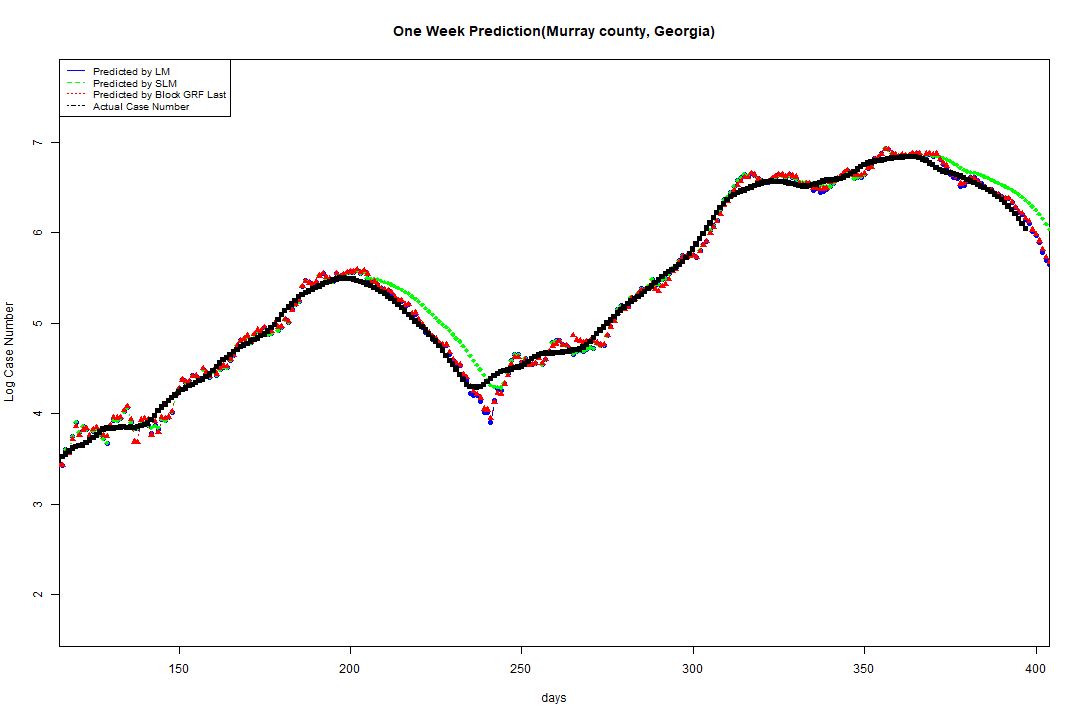 One Week Prediction(Murray county, Georgia)
Predicted by LM
Predicted by SLM
Predicted by Block GRF Last
Actual Case Number
7
6
5
4
3
2
Log Case Number
150
200
250
300
350
400
days